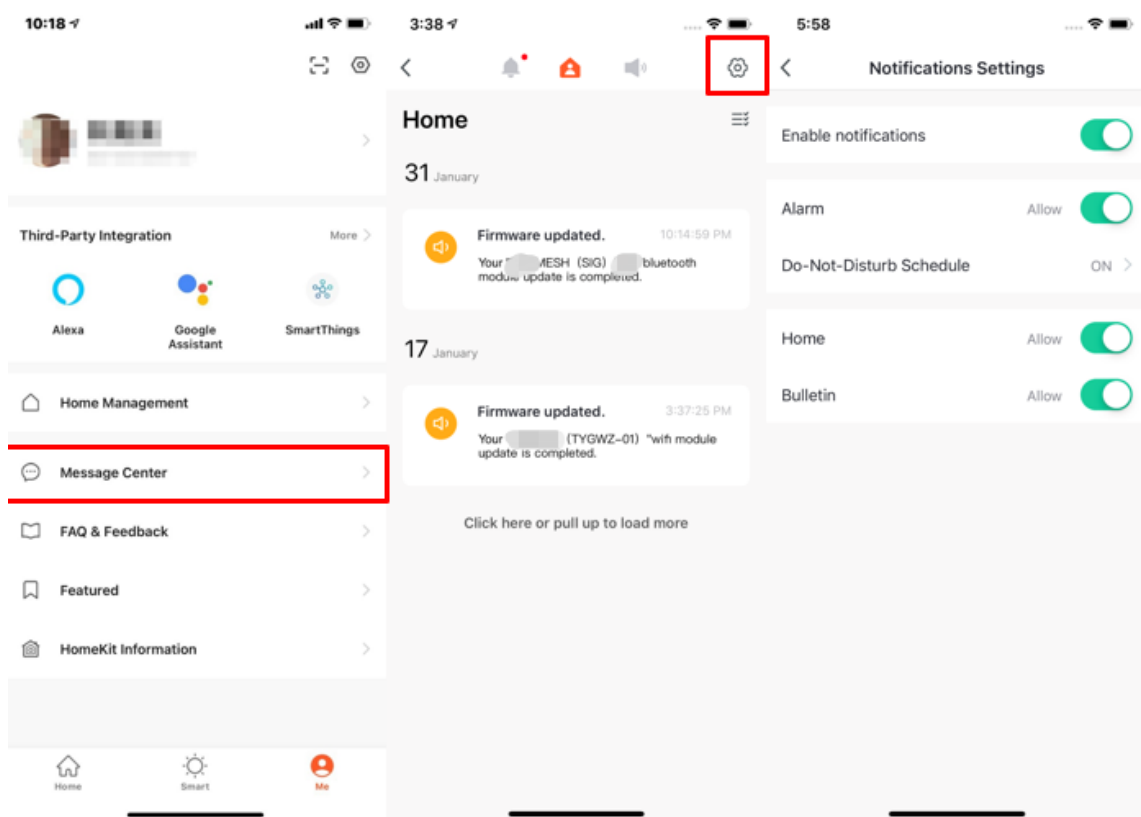 10:18
Third-Party Integration More
Alexa
Google
Assistant
SmartThings
Home Management
Message Center
FAQ & Feedback
Featured
HomeKit Information
Home
Smart
Me
3:38
Home
31 January
Firmware updated. 10:14:59 PM
Your MESH (SIG) bluetooth
module update is completed.
17 January
Firmware updated. 3:37:25 PM
Your (TYGWZ-01) "wifi module
update is completed.
Click here or pull up to load more
5:58
Notifications Settings
Enable notifications
Alarm Allow
Do-Not-Disturb Schedule ON
Home Allow
Bulletin Allow